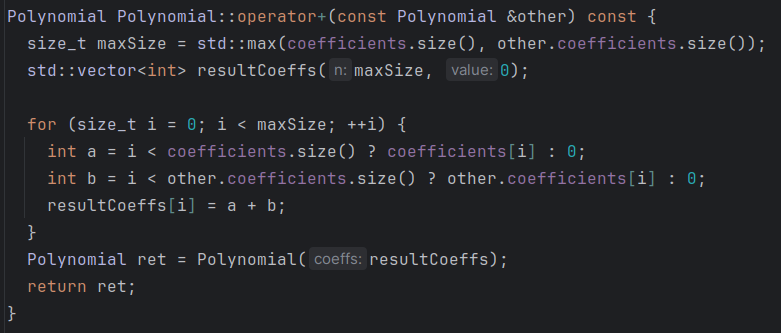 Polynomial Polynomial::operator+(const Polynomial &other) const {
  size_t maxSize = std::max(coefficients.size(), other.coefficients.size());
  std::vector<int> resultCoeffs( n: maxSize, value: 0);

  for (size_t i = 0; i < maxSize; ++i) {
    int a = i < coefficients.size() ? coefficients[i] : 0;
    int b = i < other.coefficients.size() ? other.coefficients[i] : 0;
    resultCoeffs[i] = a + b;
  }
  Polynomial ret = Polynomial( coeffs: resultCoeffs);
  return ret;
}